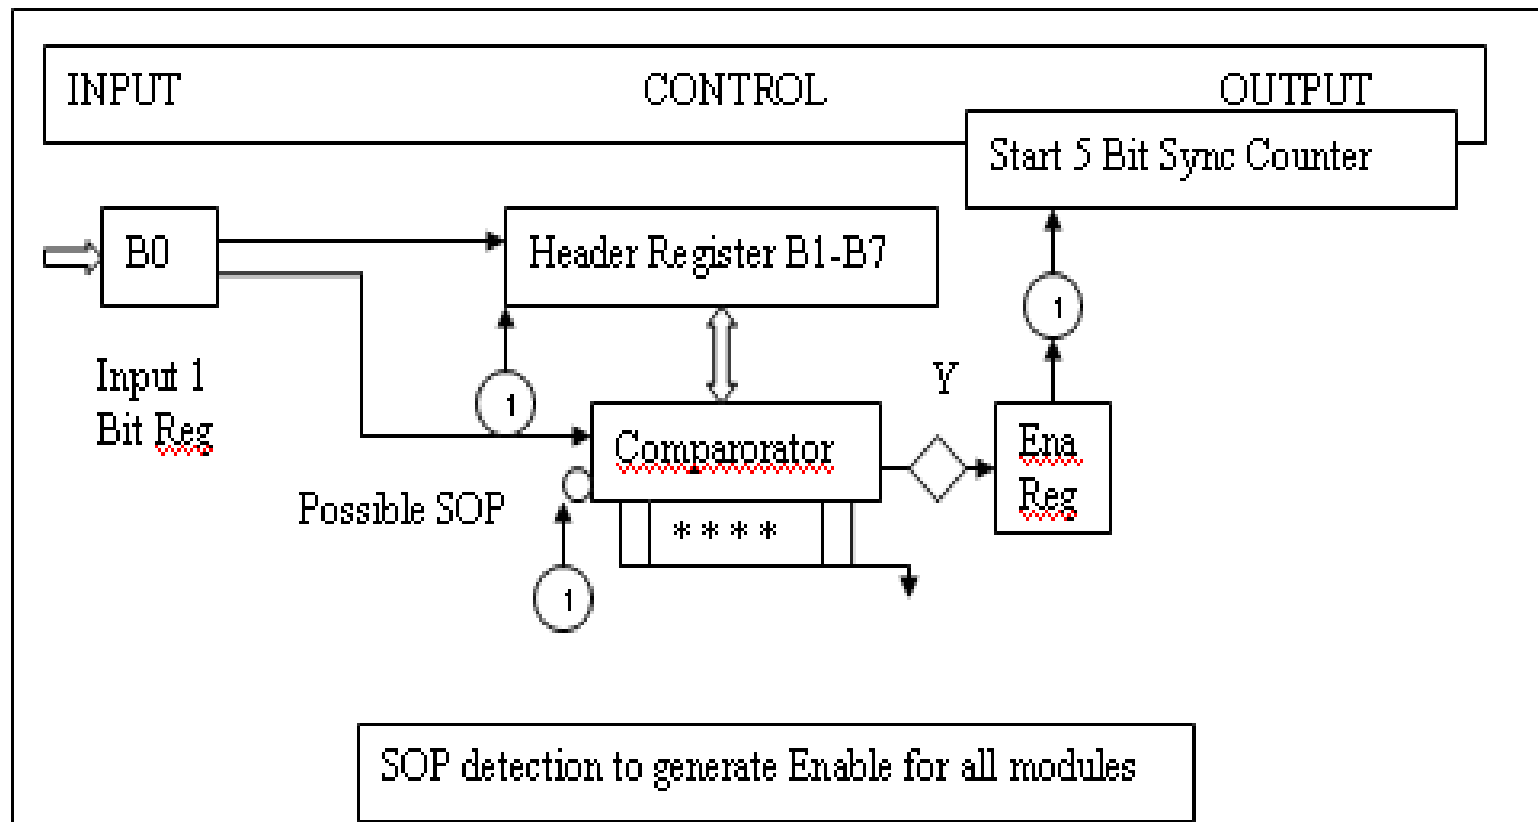 INPUT CONTROL OUTPUT
Start 5 Bit Sync Counter
B0
Header Register B1-B7
1
Input 1
Bit Reg
1
Y
Comparorator
Ena
Reg
Possible SOP
* * * *
1
SOP detection to generate Enable for all modules